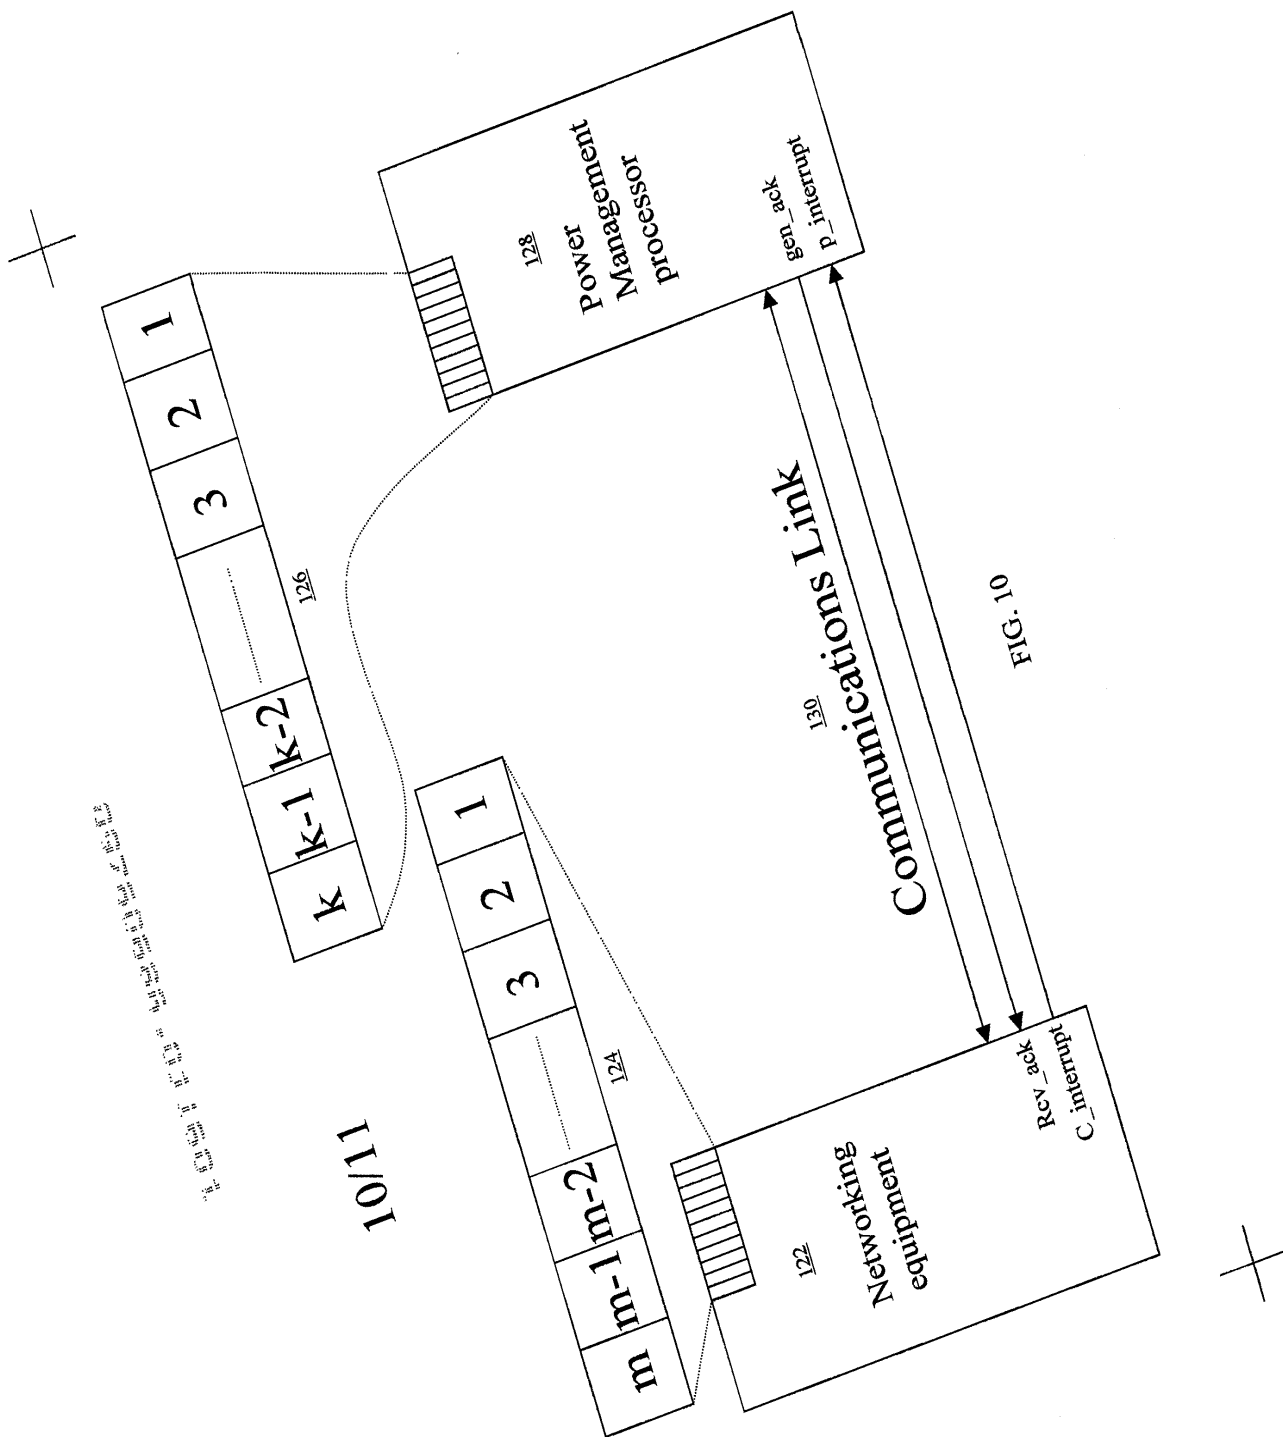 10/11
m m-1 m-2 3 2 1
124
k k-1 k-2 3 2 1
126
122
Networking
equipment
Rcv_ack
C_interrupt
128
Power
Management
processor
gen_ack
P_interrupt
130
Communications Link
FIG. 10